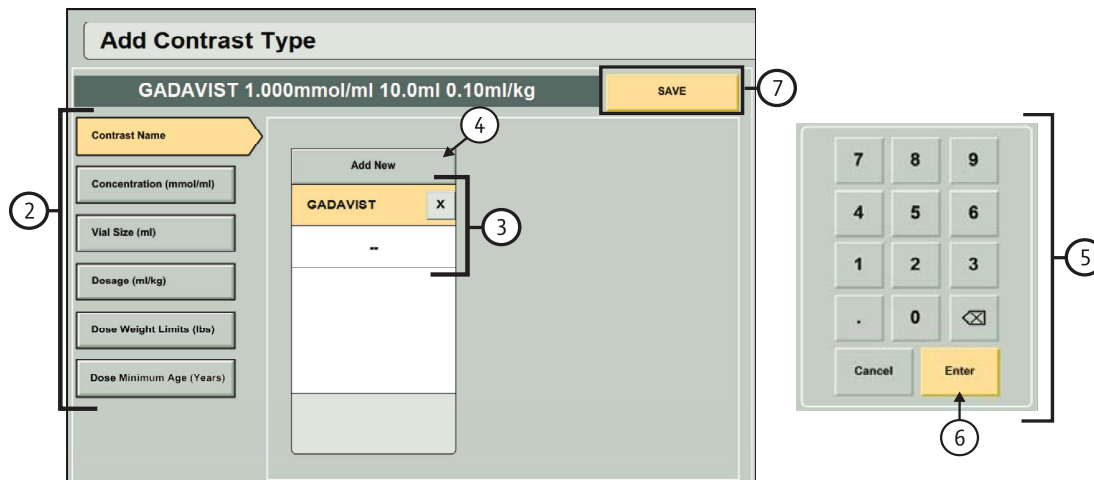 Add Contrast Type
GADAVIST 1.000mmol/ml 10.0ml 0.10ml/kg
SAVE
7
2
Contrast Name
Concentration (mmol/ml)
Vial Size (ml)
Dosage (ml/kg)
Dose Weight Limits (lbs)
Dose Minimum Age (Years)
4
Add New
GADAVIST X
--
3
7 8 9
4 5 6
1 2 3
. 0
Cancel Enter
5
6